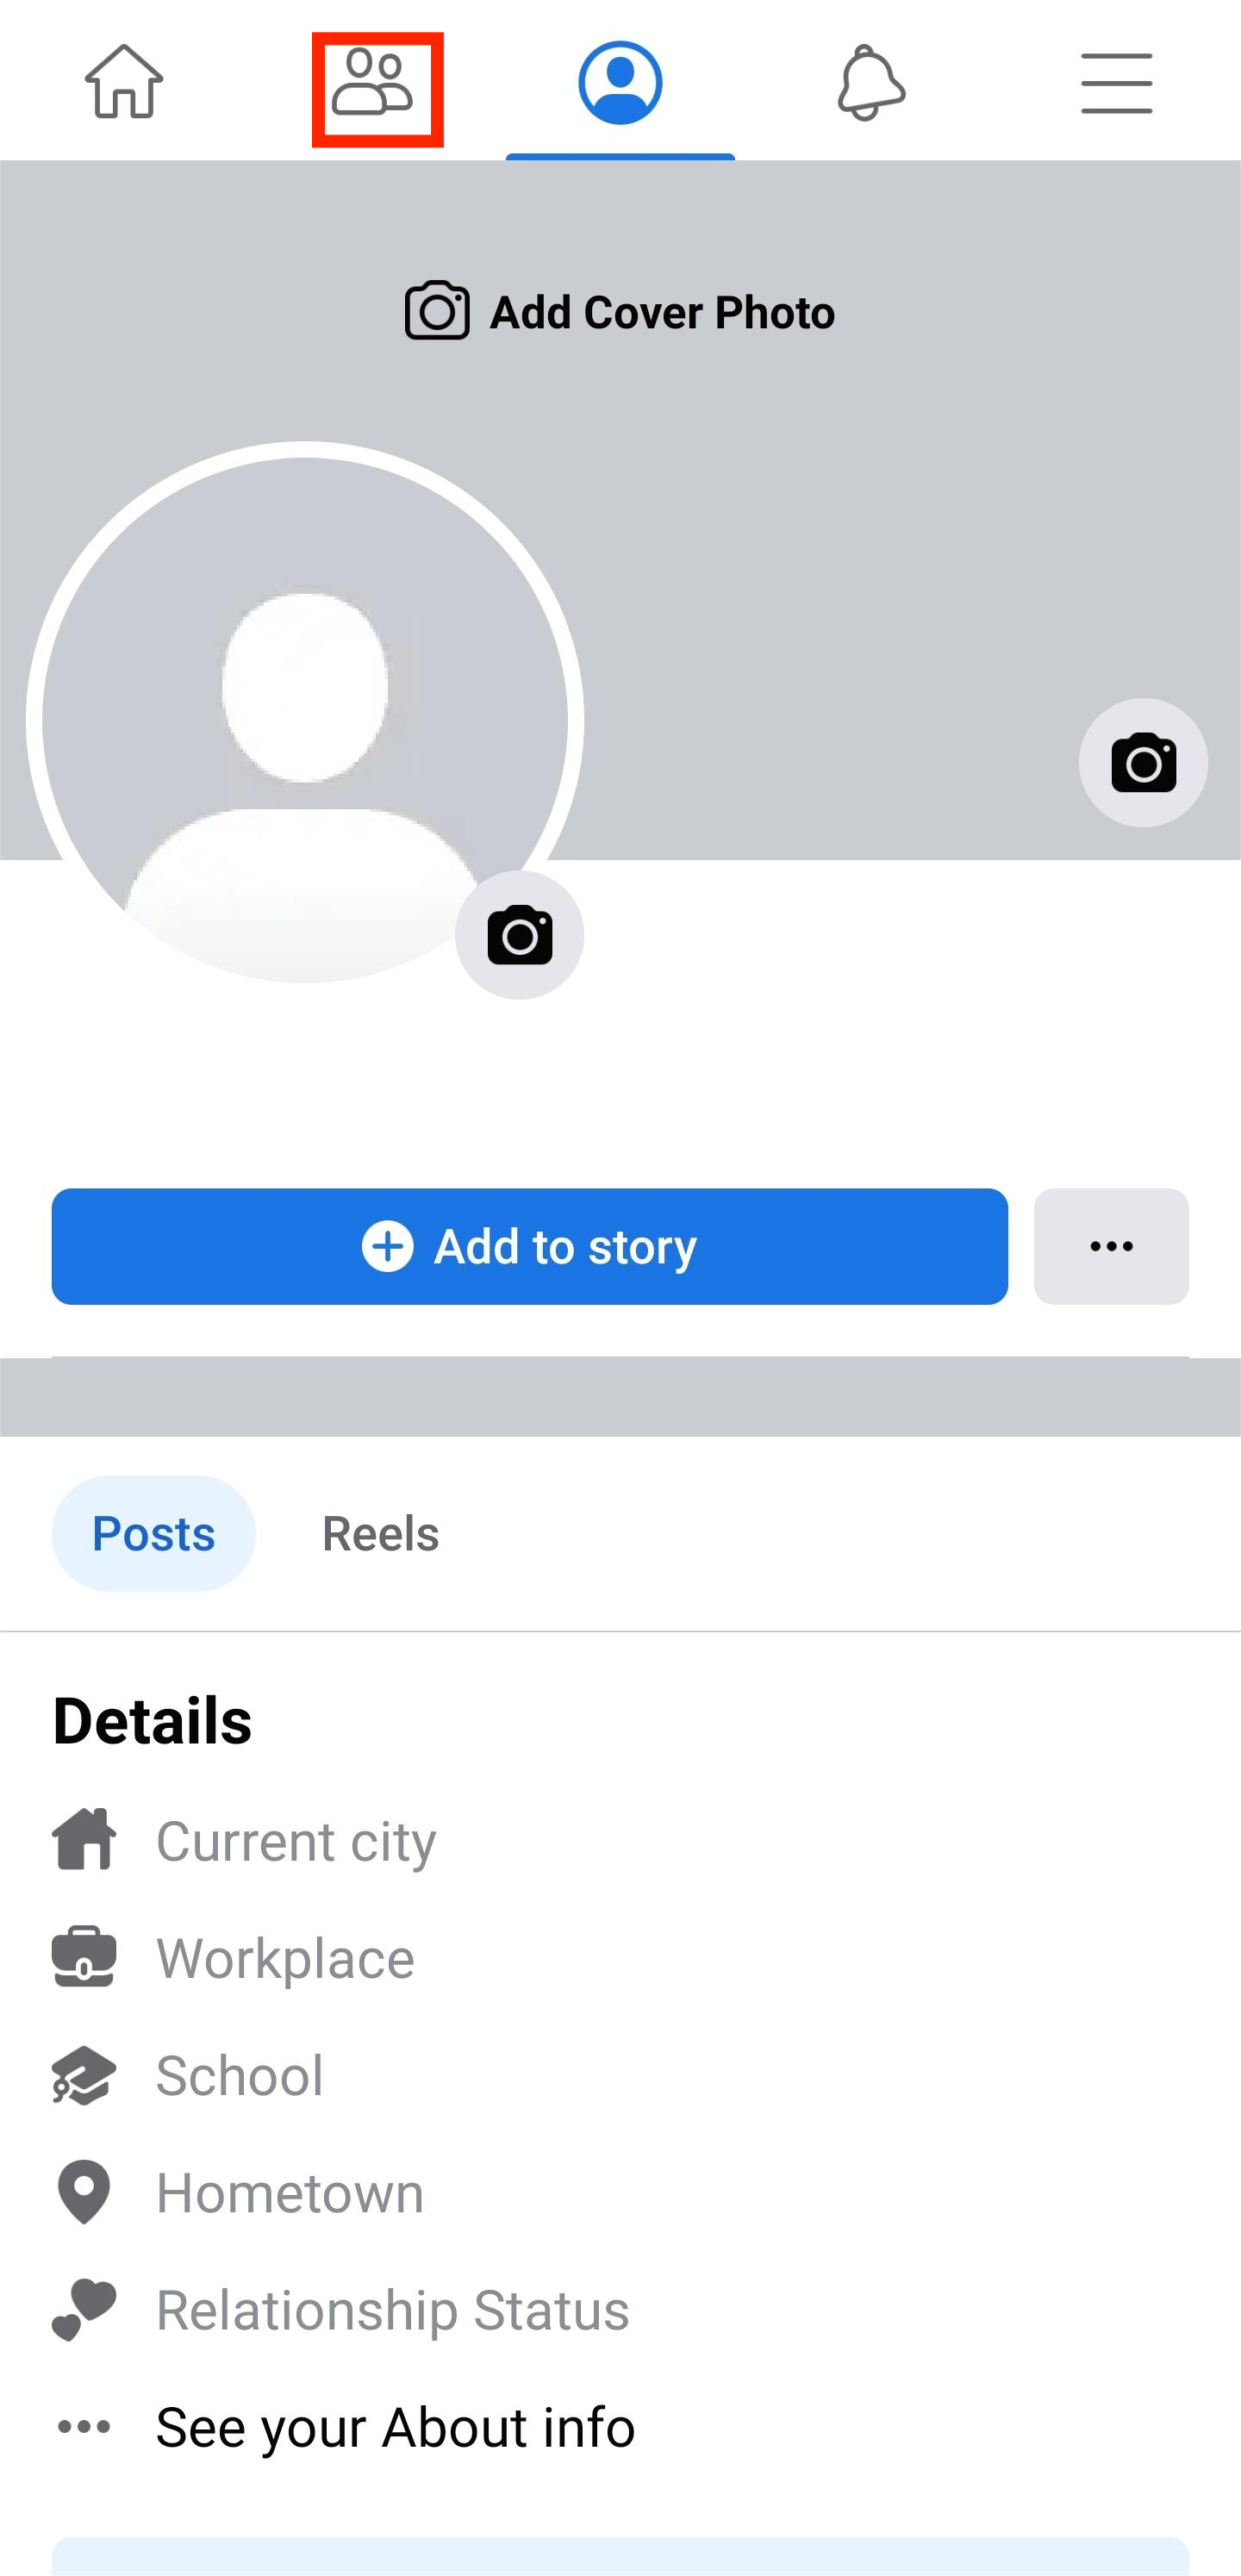 Add Cover Photo
Add to story
Posts
Reels
Details
Current city
Workplace
School
Hometown
Relationship Status
See your About info